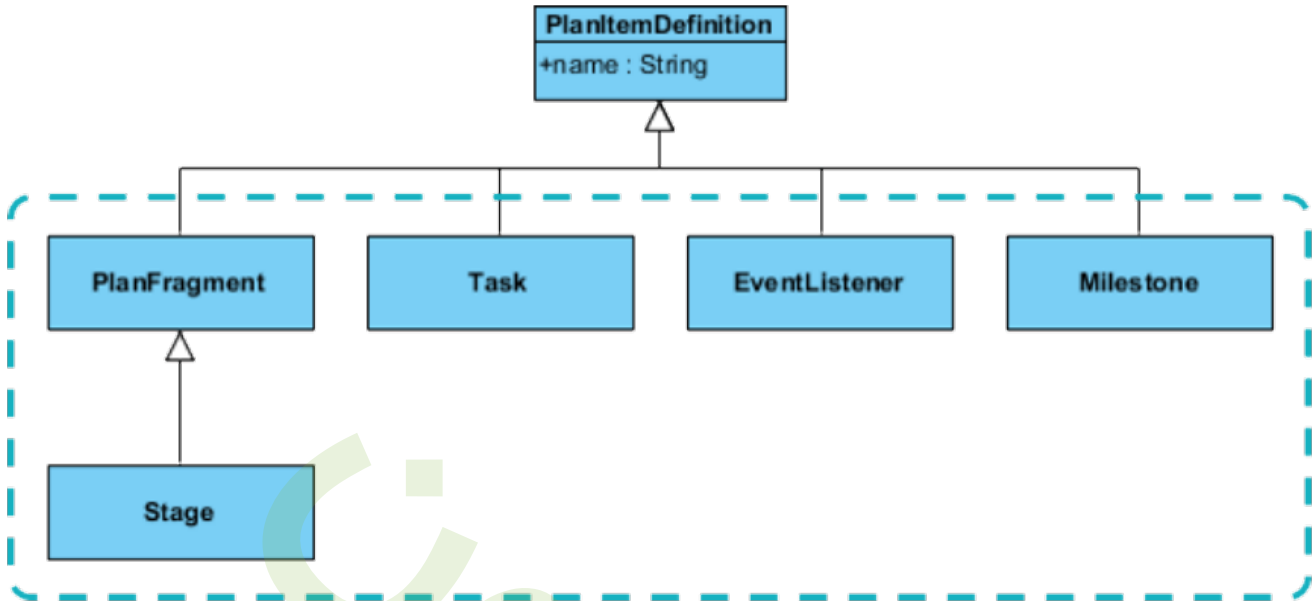 PlanItemDefinition
+name : String
PlanFragment
Task
EventListener
Milestone
Stage